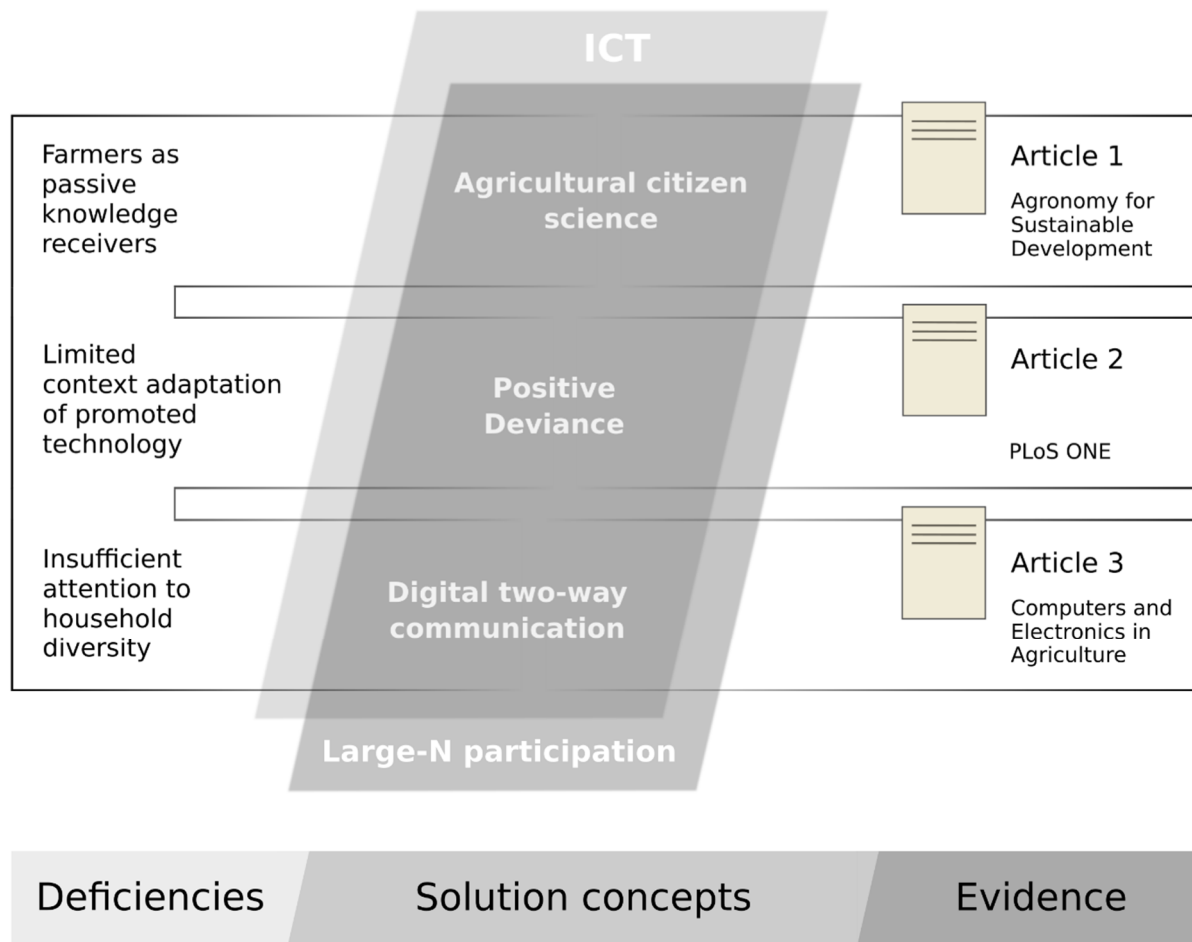 ICT
Farmers as
passive
knowledge
receivers
Agricultural citizen
science
Article 1
Agronomy for
Sustainable
Development
Limited
context adaptation
of promoted
technology
Positive
Deviance
Article 2
PLoS ONE
Insufficient
attention to
household
diversity
Digital two-way
communication
Article 3
Computers and
Electronics in
Agriculture
Large-N participation
Deficiencies
Solution concepts
Evidence